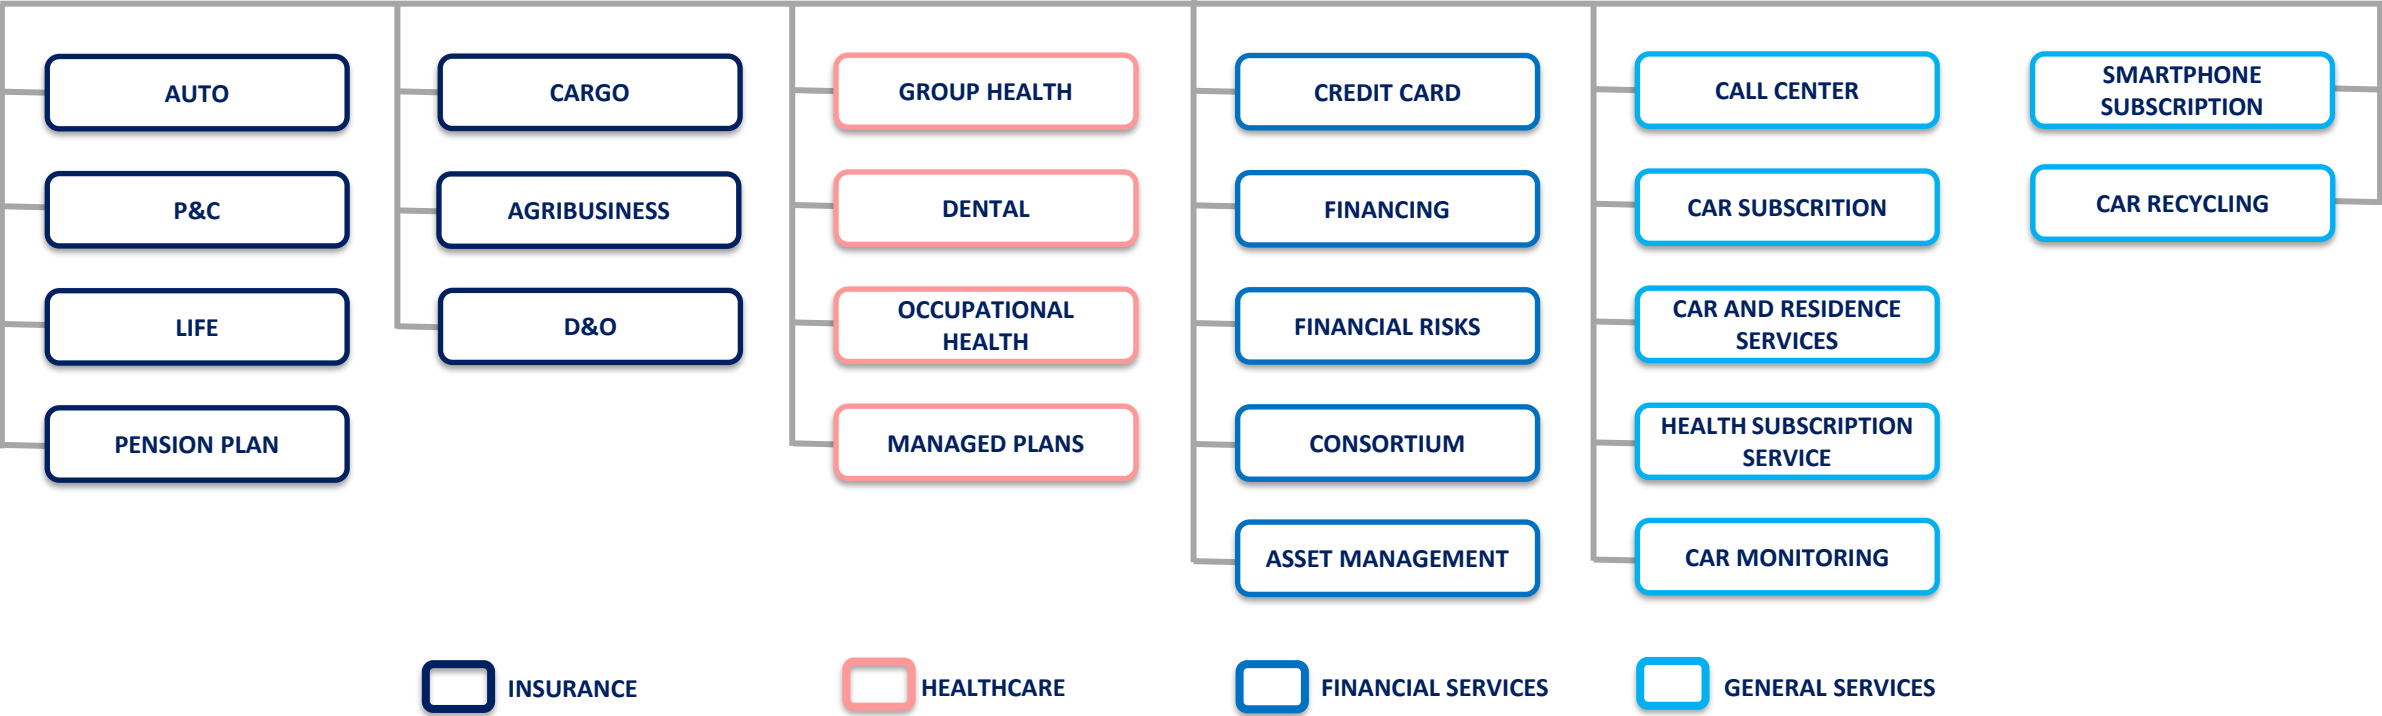 AUTO
P&C
LIFE
PENSION PLAN
CARGO
AGRIBUSINESS
D&O
GROUP HEALTH
DENTAL
OCCUPATIONAL
HEALTH
MANAGED PLANS
CREDIT CARD
FINANCING
FINANCIAL RISKS
CONSORTIUM
ASSET MANAGEMENT
CALL CENTER
CAR SUBSCRITION
CAR AND RESIDENCE
SERVICES
HEALTH SUBSCRIPTION
SERVICE
CAR MONITORING
SMARTPHONE
SUBSCRIPTION
CAR RECYCLING
INSURANCE
HEALTHCARE
FINANCIAL SERVICES
GENERAL SERVICES